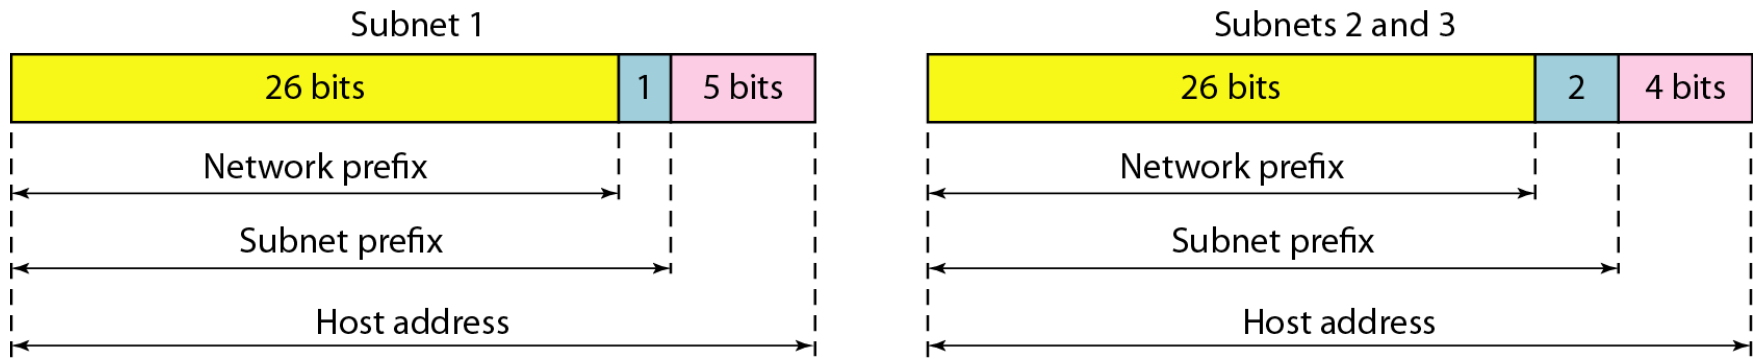 Subnet 1
26 bits 1 5 bits
Network prefix
Subnet prefix
Host address
Subnets 2 and 3
26 bits 2 4 bits
Network prefix
Subnet prefix
Host address